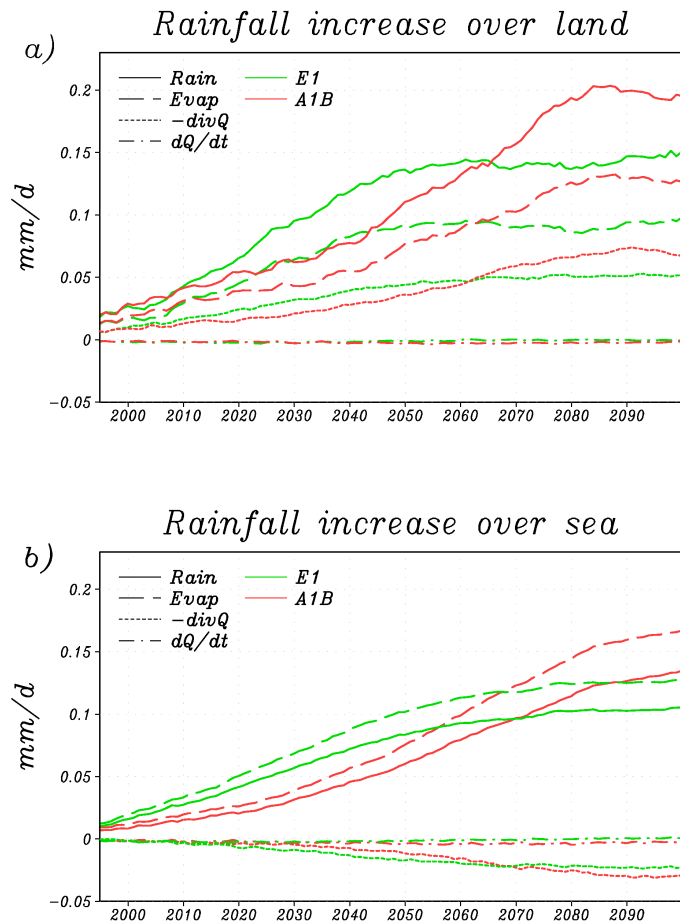 Rainfall increase over land
a)
Rain E1
Evap A1B
-divQ
dQ/dt
0.2
0.15
0.1
0.05
0
-0.05
mm/d
2000 2010 2020 2030 2040 2050 2060 2070 2080 2090
Rainfall increase over sea
b)
Rain E1
Evap A1B
-divQ
dQ/dt
0.2
0.15
0.1
0.05
0
-0.05
mm/d
2000 2010 2020 2030 2040 2050 2060 2070 2080 2090